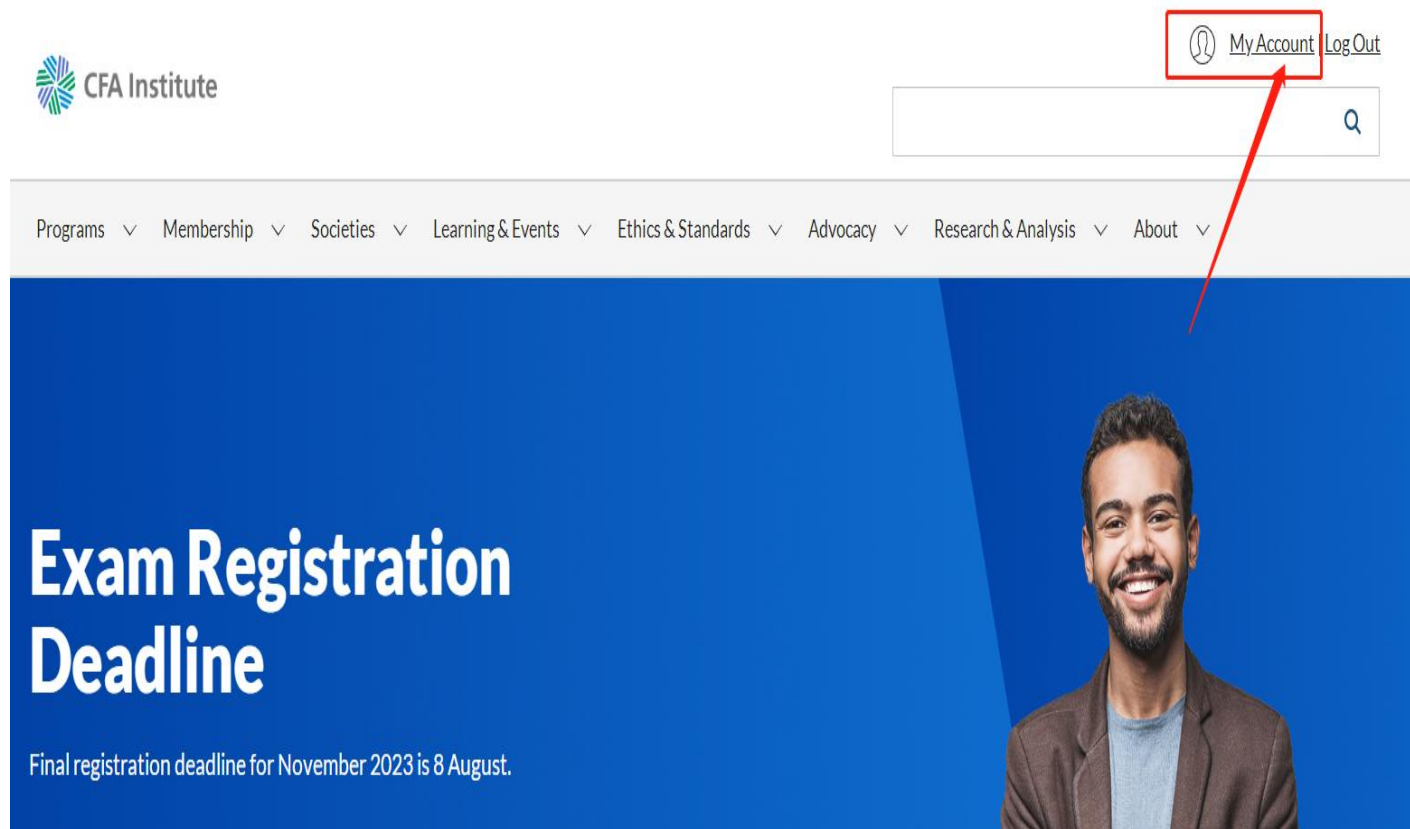 My Account | Log Out
CFA Institute
Programs Membership Societies Learning & Events Ethics & Standards Advocacy Research & Analysis About
Exam Registration
Deadline
Final registration deadline for November 2023 is 8 August.